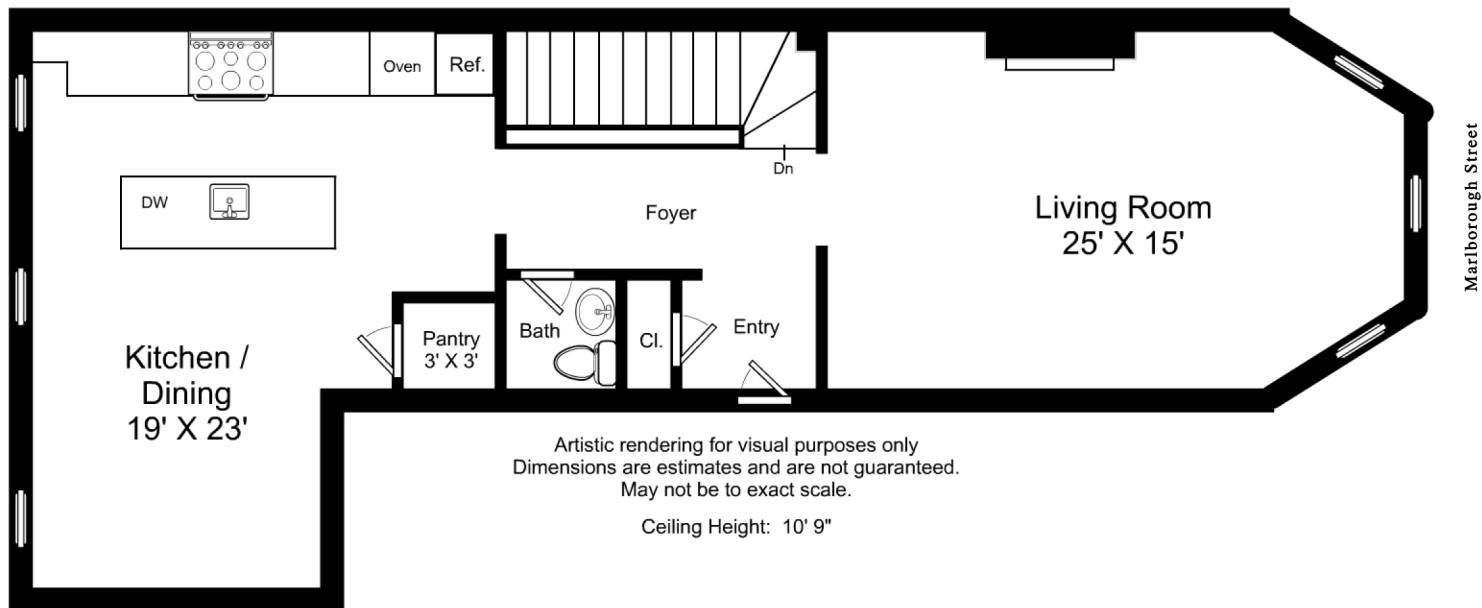 Oven
Ref.
DW
Dn
Foyer
Living Room
25' X 15'
Marlborough Street
Pantry
3' X 3'
Bath
Cl.
Entry
Kitchen /
Dining
19' X 23'
Artistic rendering for visual purposes only
Dimensions are estimates and are not guaranteed.
May not be to exact scale.
Ceiling Height: 10' 9"